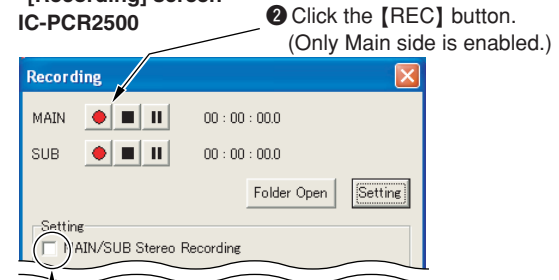 [Recording] screen
IC-PCR2500
❷ Click the【REC】button.
(Only Main side is enabled.)
Recording
MAIN 00 : 00 : 00.0
SUB 00 : 00 : 00.0
Folder Open Setting
Setting
MAIN/SUB Stereo Recording